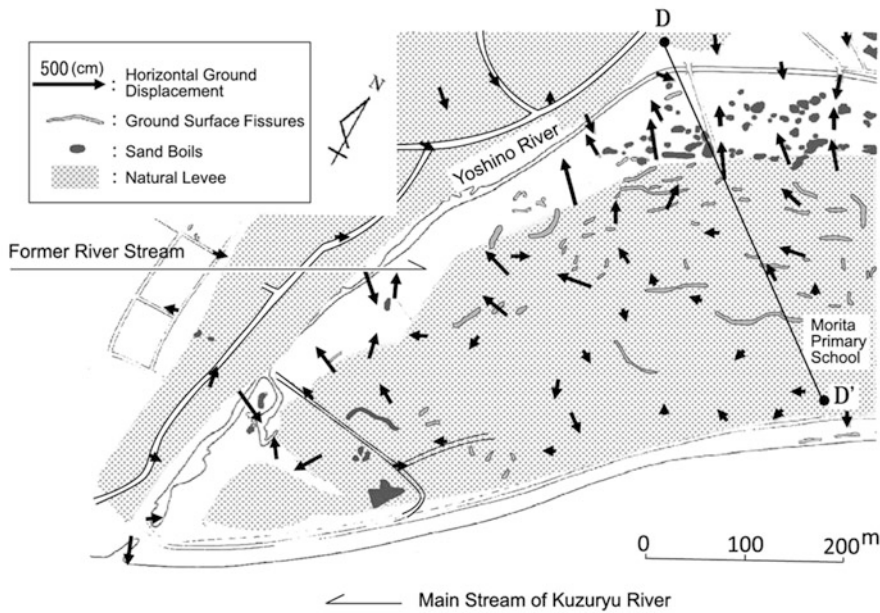 D
500 (cm)
: Horizontal Ground
Displacement
: Ground Surface Fissures
: Sand Boils
: Natural Levee
N
Yoshino River
Former River Stream
Morita
Primary
School
D'
0 100 200 m
Main Stream of Kuzuryu River